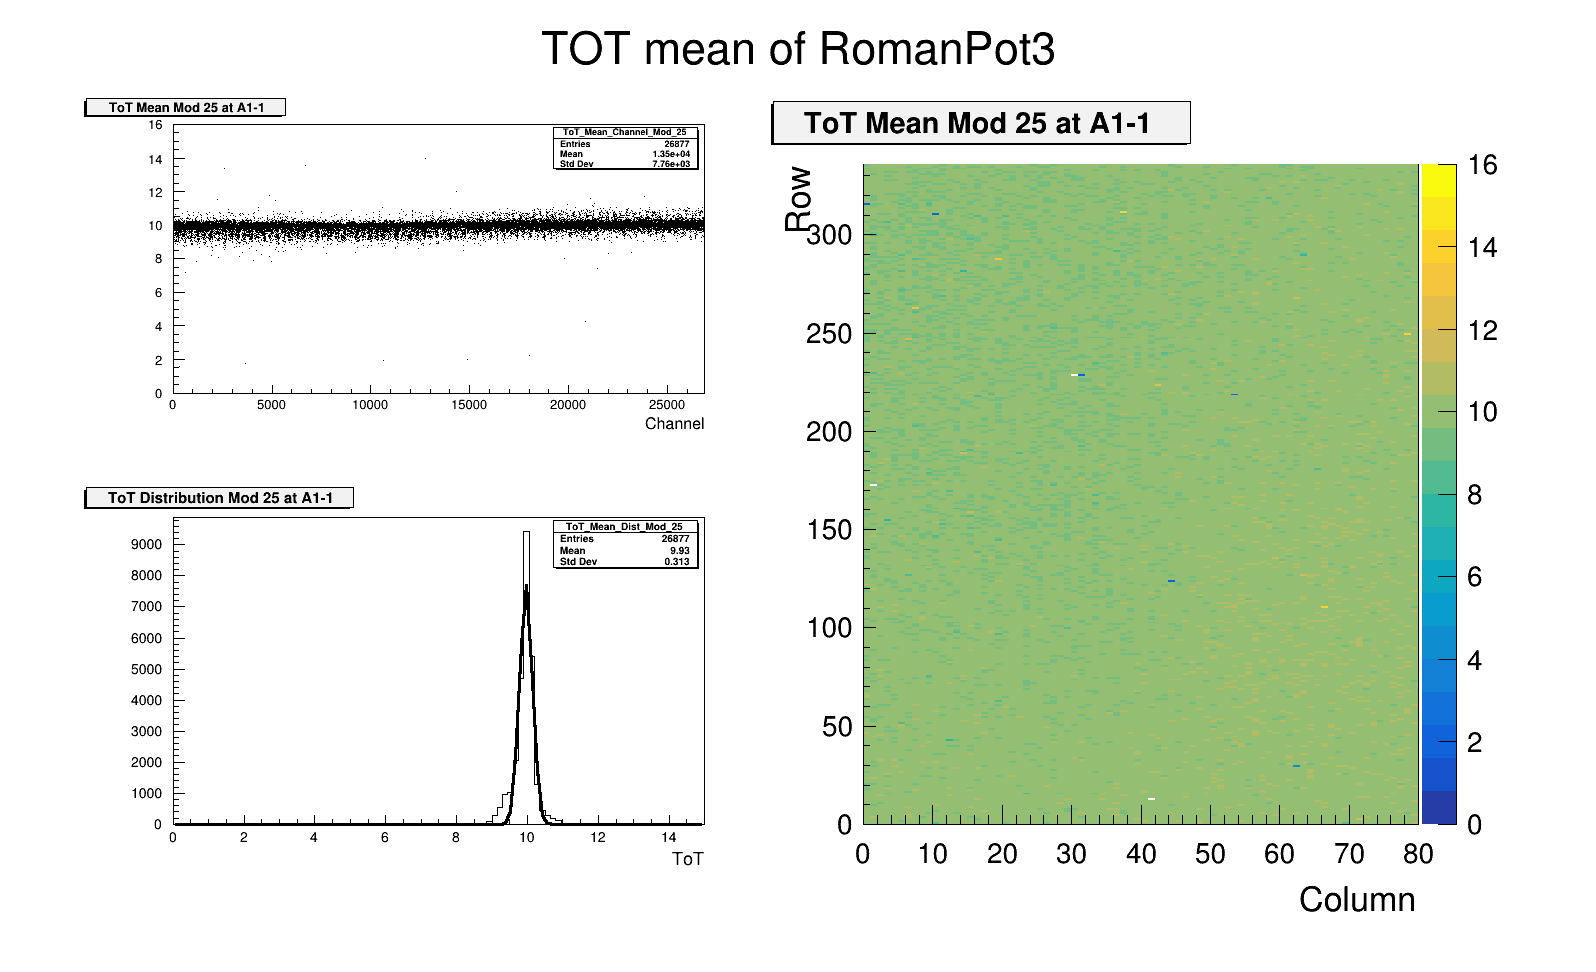 TOT mean of RomanPot3
ToT Mean Mod 25 at A1-1
ToT_Mean_Channel_Mod_25
Entries 26877
Mean 1.35e+04
Std Dev 7.76e+03
16
14
12
10
8
6
4
2
0
0 5000 10000 15000 20000 25000
Channel
ToT Distribution Mod 25 at A1-1
ToT_Mean_Dist_Mod_25
Entries 26877
Mean 9.93
Std Dev 0.313
9000
8000
7000
6000
5000
4000
3000
2000
1000
0
0 2 4 6 8 10 12 14
ToT
ToT Mean Mod 25 at A1-1
Row
300
250
200
150
100
50
0
0 10 20 30 40 50 60 70 80
Column
16
14
12
10
8
6
4
2
0